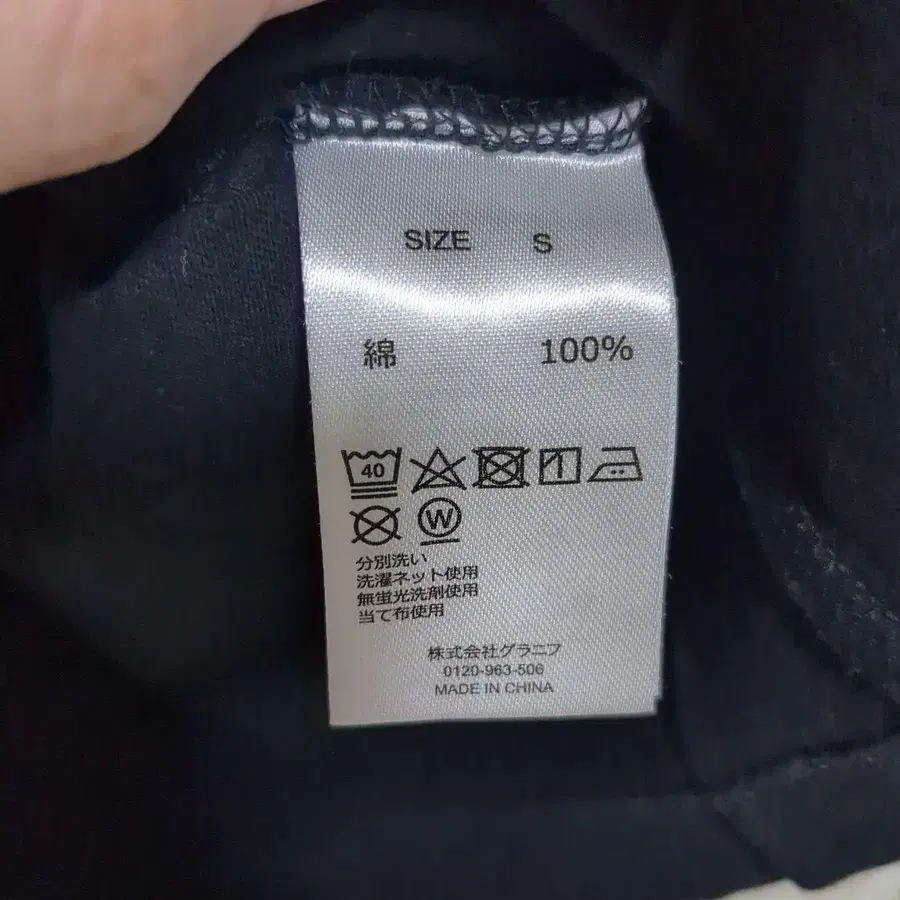 SIZE S
綿 100%
40
W
分別洗い
洗濯ネット使用
無蛍光洗剤使用
当て布使用
株式会社グラニフ
0120-963-506
MADE IN CHINA